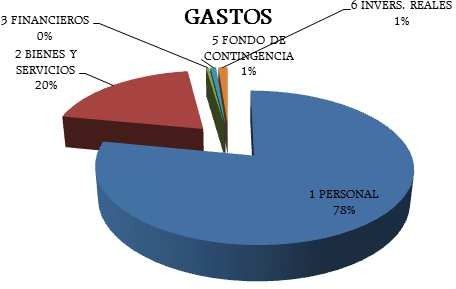 GASTOS
3 FINANCIEROS
0%
6 INVERS. REALES
1%
5 FONDO DE
CONTINGENCIA
1%
2 BIENES Y
SERVICIOS
20%
1 PERSONAL
78%